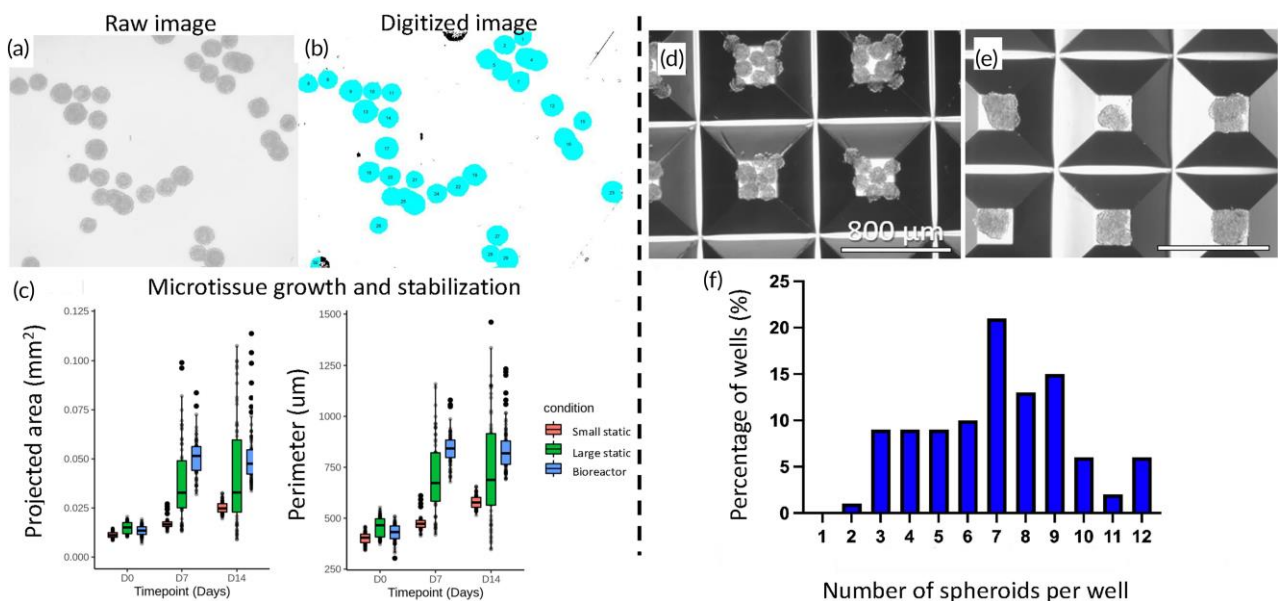 Raw image
Digitized image
(a)
(b)
(c)
Microtissue growth and stabilization
Projected area (mm²)
0.125
0.100
0.075
0.050
0.025
0.000
D0
D7
D14
Timepoint (Days)
Perimeter (um)
1500
1250
1000
750
500
250
D0
D7
D14
Timepoint (Days)
condition
Small static
Large static
Bioreactor
(d)
(e)
800 μm
(f)
Percentage of wells (%)
25
20
15
10
5
0
1 2 3 4 5 6 7 8 9 10 11 12
Number of spheroids per well